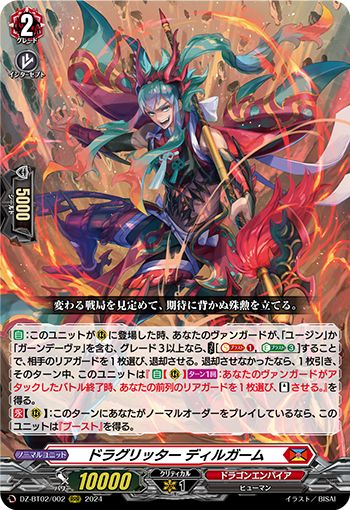 2
グレード
インターセプト
5000
シールド
変わる戦局を見定めて、期待に背かぬ殊勲を立てる。
自：このユニットがRに登場した時、あなたのヴァンガードが、「ユージン」か
「ガーンデーヴァ」を含む、グレード3以上なら、【コスト】①、③することで
、相手のリアガードを1枚選び、退却させる。退却させなかったなら、1枚引き、
そのターン中、このユニットは『自R ターン1回：あなたのヴァンガードがア
タックしたバトル終了時、あなたの前列のリアガードを1枚選び、させる。』
を得る。
永R：このターンにあなたがノーマルオーダーをプレイしているなら、この
ユニットは『ブースト』を得る。
ノーマルユニット
ドラグリッター ディルガーム
ドラゴンエンパイア
パワー 10000
クリティカル 1
ヒューマン
DZ-BT02/002 RRR 2024
イラスト／BISAI